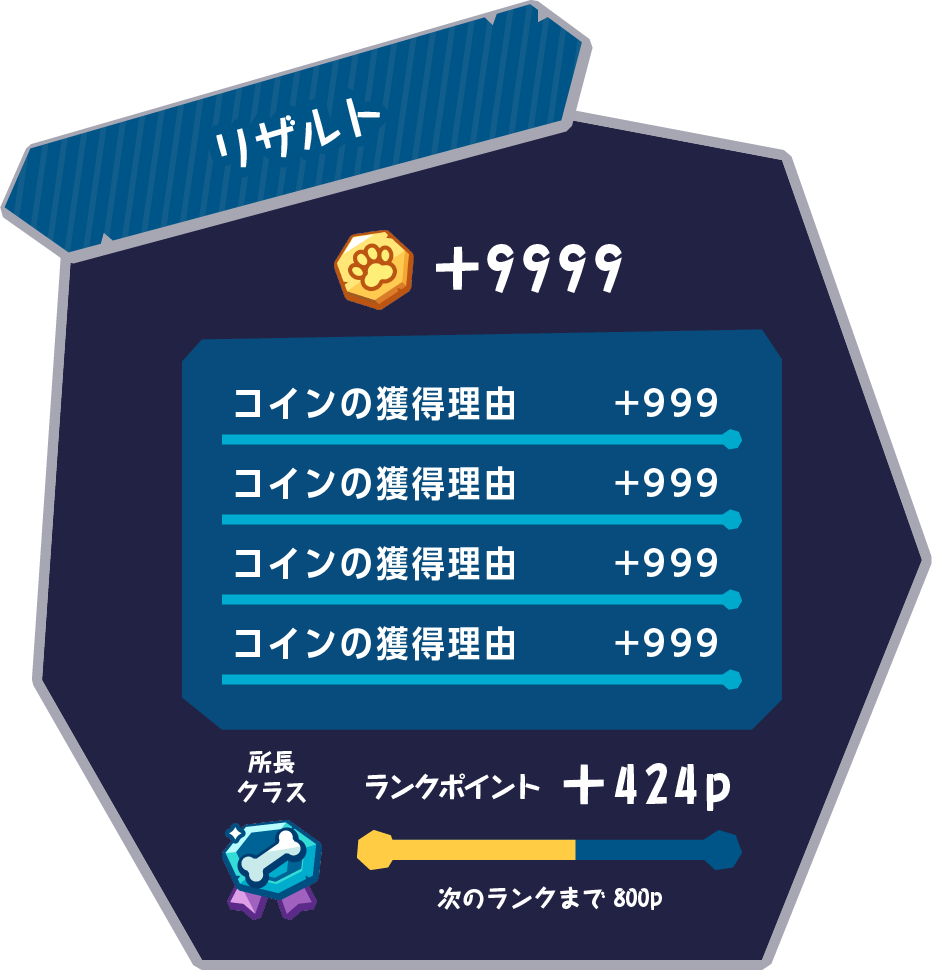 リザルト
+9999
コインの獲得理由 +999
コインの獲得理由 +999
コインの獲得理由 +999
コインの獲得理由 +999
所長
クラス
ランクポイント +424p
次のランクまで 800p